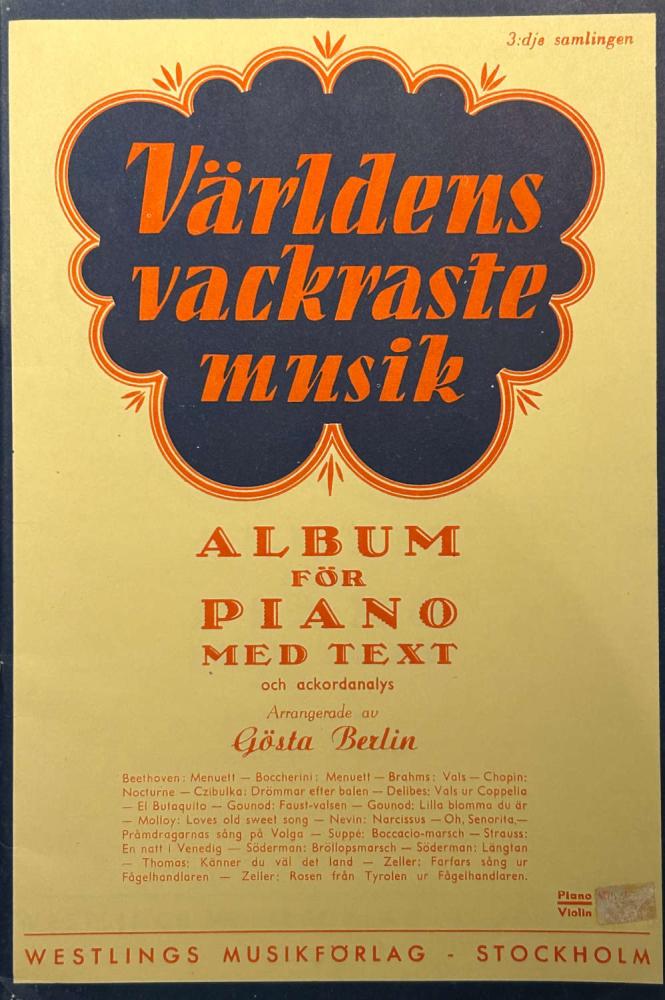 3:dje samlingen
Världens
vackraste
musik
ALBUM
FÖR
PIANO
MED TEXT
och ackordanalys
Arrangerade av
Gösta Berlin
Beethoven: Menuett — Boccherini: Menuett — Brahms: Vals — Chopin:
Nocturne — Czibulka: Drömmar efter balen — Delibes: Vals ur Coppelia
— El Butaquito — Gounod: Faust-valsen — Gounod: Lilla blomma du är
— Molloy: Loves old sweet song — Nevin: Narcissus — Oh, Senorita,—
Pråmdragarnas sång på Volga — Suppé: Boccacio-marsch — Strauss:
En natt i Venedig — Söderman: Bröllopsmarsch — Söderman: Längtan
— Thomas: Känner du väl det land — Zeller: Farfars sång ur
Fågelhandlaren — Zeller: Rosen från Tyrolen ur Fågelhandlaren.
Piano
Violin
WESTLINGS MUSIKFÖRLAG - STOCKHOLM